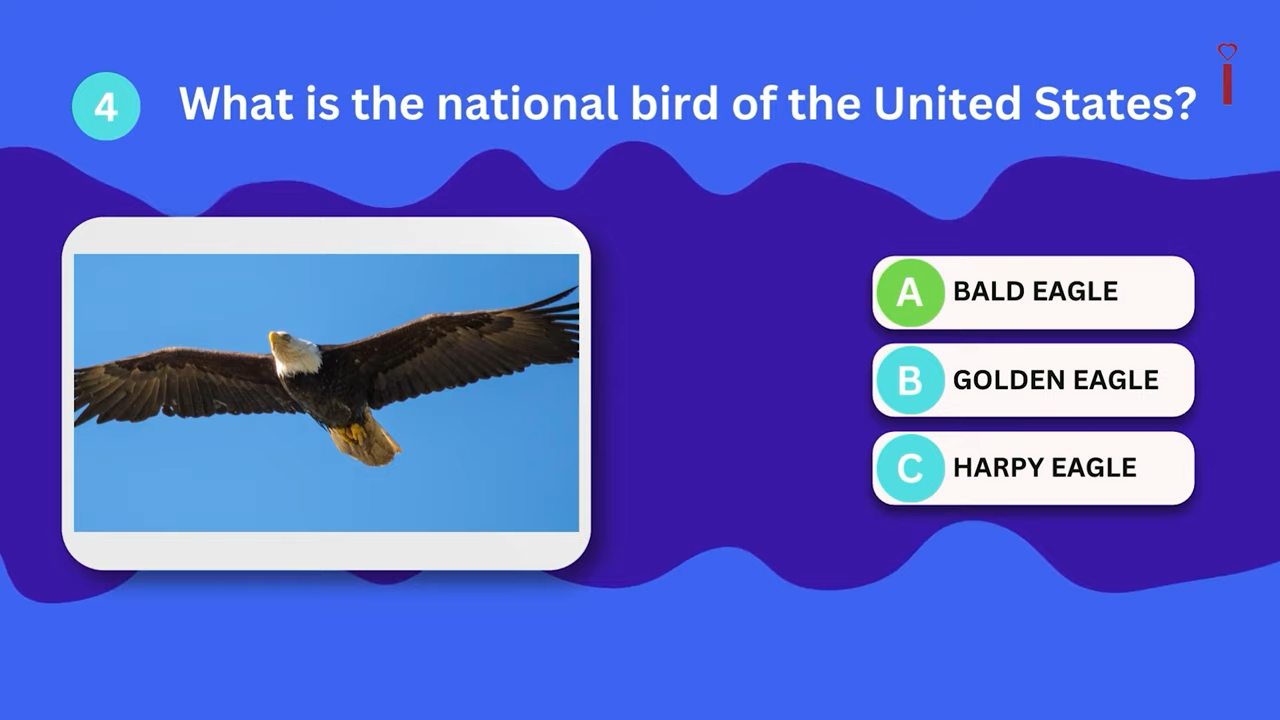 4 What is the national bird of the United States?
A BALD EAGLE
B GOLDEN EAGLE
C HARPY EAGLE